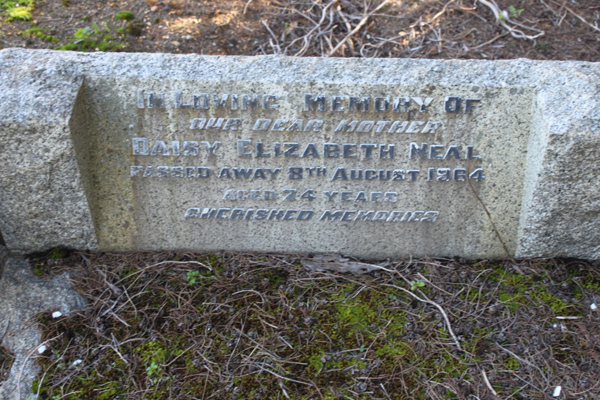 IN LOVING MEMORY OF
OUR DEAR MOTHER
DAISY ELIZABETH NEAL
PASSED AWAY 8TH AUGUST 1964
AGED 74 YEARS
CHERISHED MEMORIES